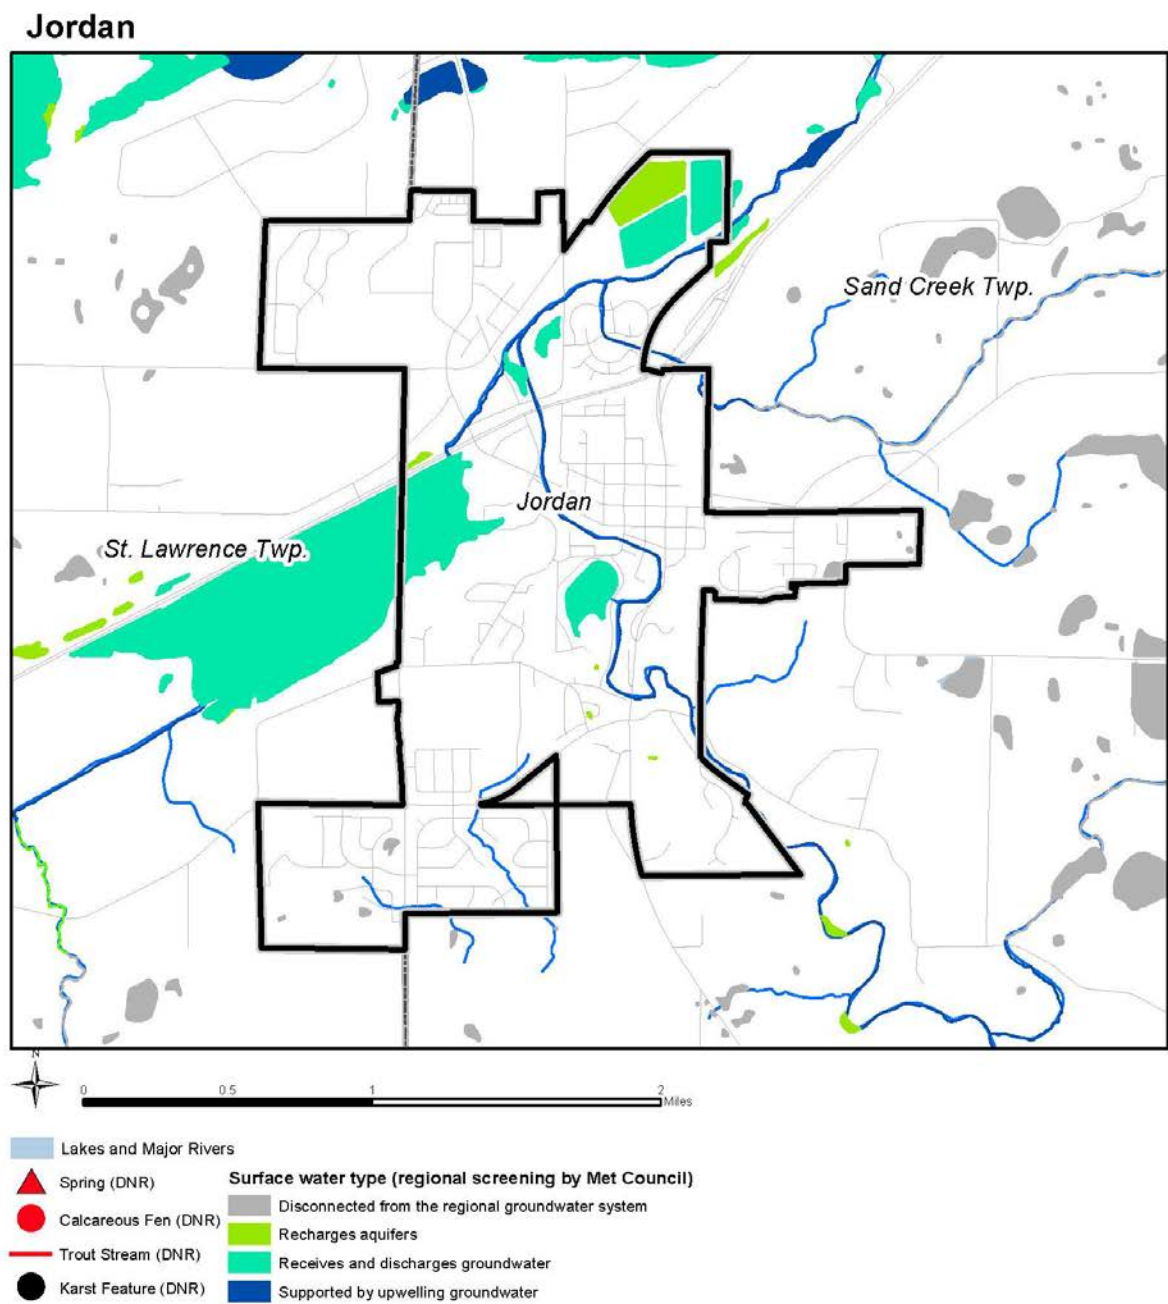 Jordan
Sand Creek Twp.
Jordan
St. Lawrence Twp.
N
0 0.5 1 2
Miles
Lakes and Major Rivers
Spring (DNR)
Calcareous Fen (DNR)
Trout Stream (DNR)
Karst Feature (DNR)
Surface water type (regional screening by Met Council)
Disconnected from the regional groundwater system
Recharges aquifers
Receives and discharges groundwater
Supported by upwelling groundwater